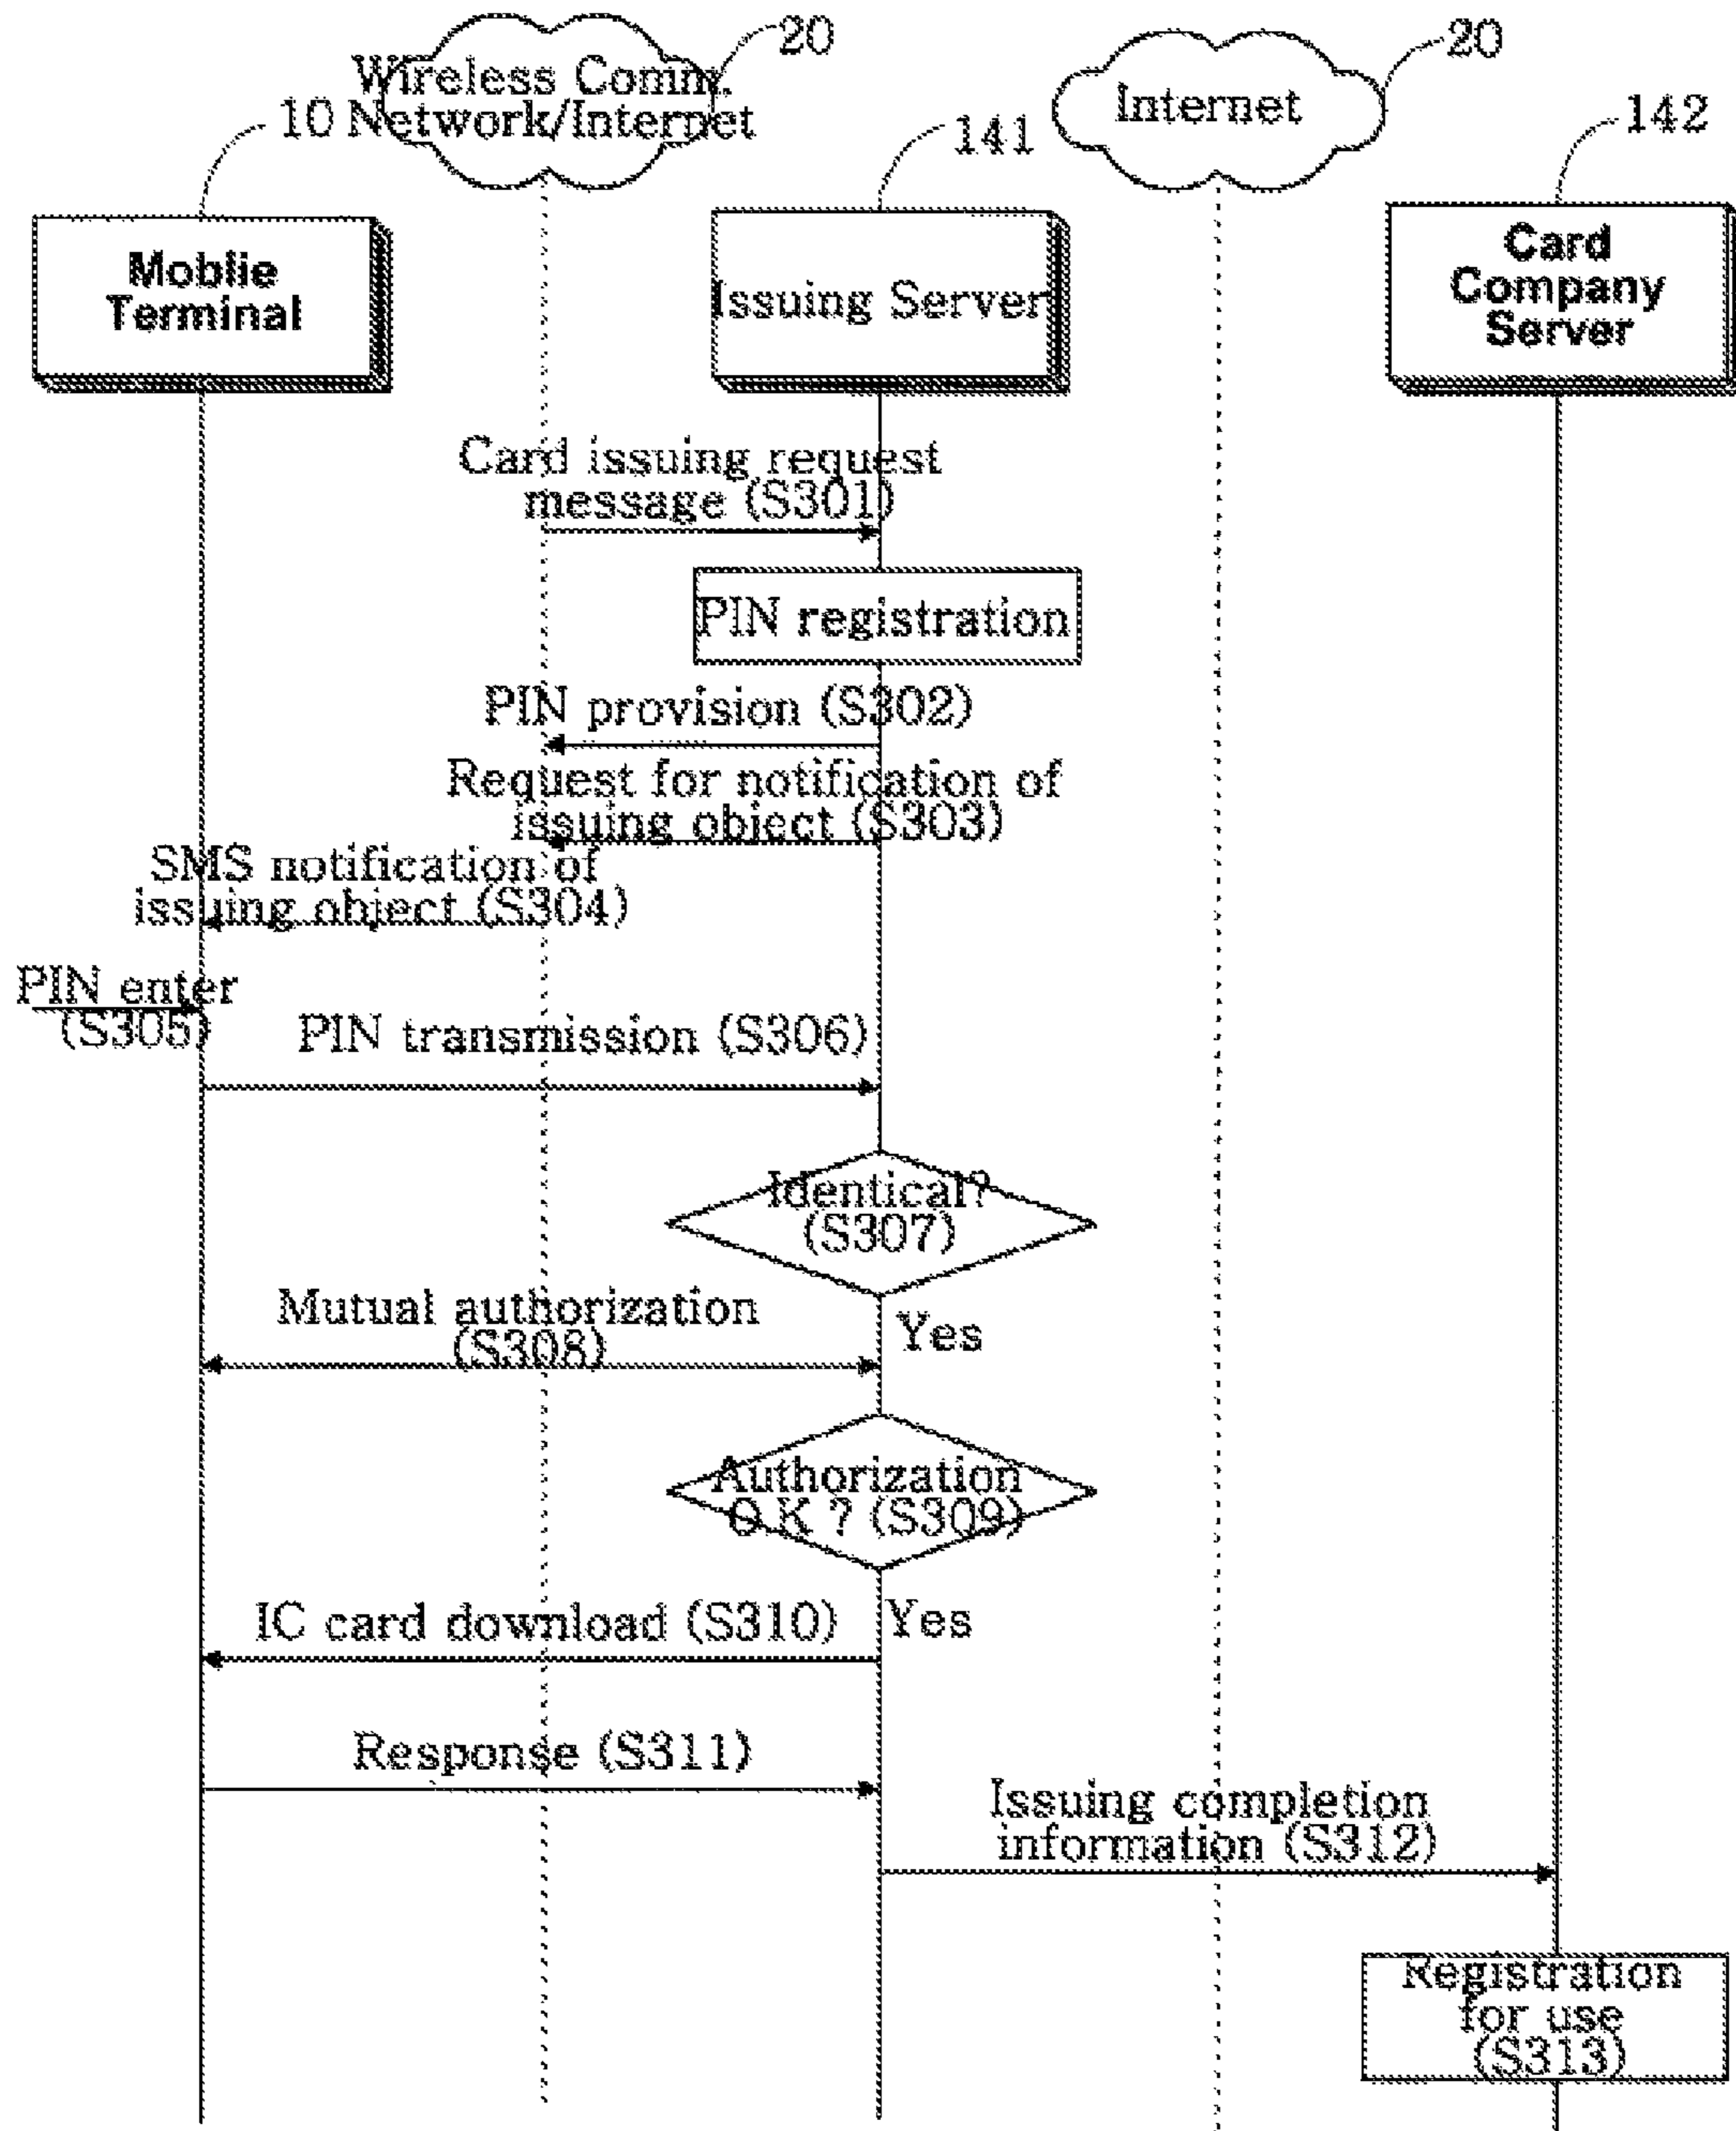 20
20
Wireless Comm.
Network/Internet
Internet
10
141
142
Moblie
Terminal
Issuing Server
Card
Company
Server
Card issuing request
message (S301)
PIN registration
PIN provision (S302)
Request for notification of
issuing object (S303)
SMS notification of
issuing object (S304)
PIN enter
(S305)
PIN transmission (S306)
Identical?
(S307)
Mutual authorization
(S308)
Yes
Authorization
O.K ? (S309)
IC card download (S310)
Yes
Response (S311)
Issuing completion
information (S312)
Registration
for use
(S313)